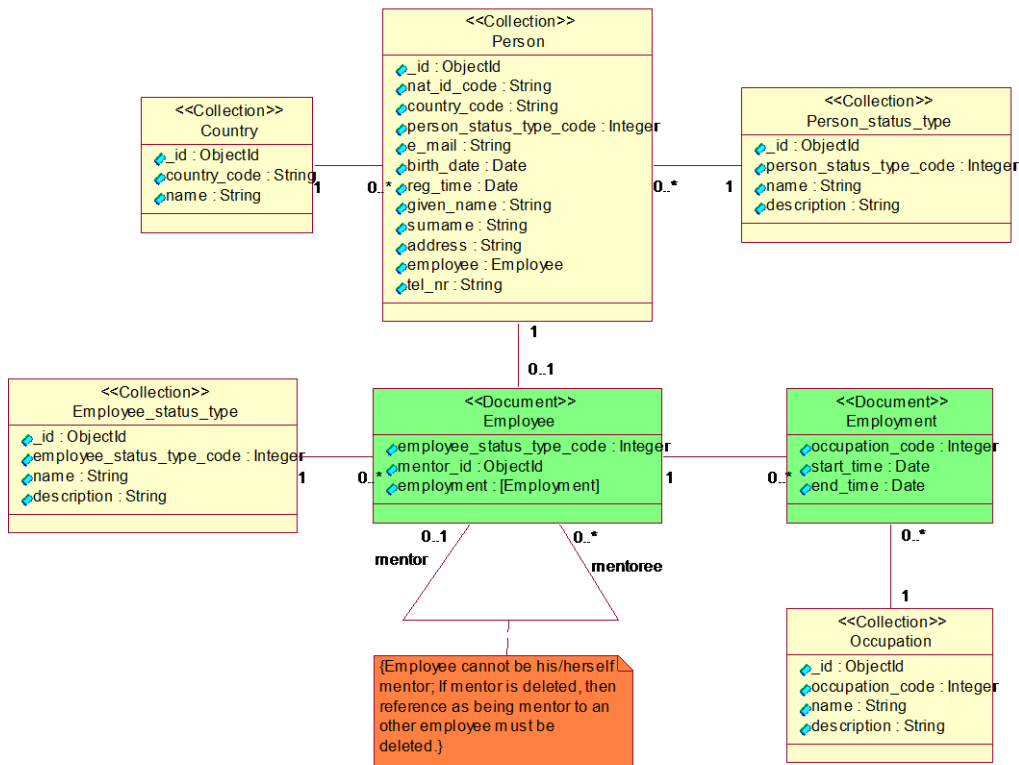 <<Collection>>
Person
_id : ObjectId
nat_id_code : String
country_code : String
person_status_type_code : Integer
e_mail : String
birth_date : Date
reg_time : Date
given_name : String
surname : String
address : String
employee : Employee
tel_nr : String
<<Collection>>
Country
_id : ObjectId
country_code : String
name : String
1
0..*
<<Collection>>
Person_status_type
_id : ObjectId
person_status_type_code : Integer
name : String
description : String
0..*
1
1
0..1
<<Collection>>
Employee_status_type
_id : ObjectId
employee_status_type_code : Integer
name : String
description : String
1
0..*
<<Document>>
Employee
employee_status_type_code : Integer
mentor_id : ObjectId
employment : [Employment]
1
0..*
<<Document>>
Employment
occupation_code : Integer
start_time : Date
end_time : Date
0..1
mentor
0..*
mentoree
0..*
1
{Employee cannot be his/herself
mentor; If mentor is deleted, then
reference as being mentor to an
other employee must be
deleted.}
<<Collection>>
Occupation
_id : ObjectId
occupation_code : Integer
name : String
description : String